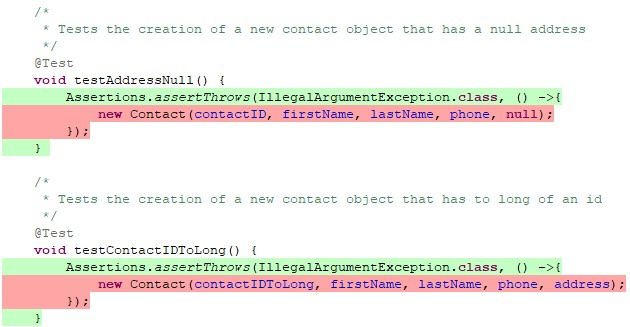 /*
 * Tests the creation of a new contact object that has a null address
 */
@Test
void testAddressNull() {
Assertions.assertThrows(IllegalArgumentException.class, () ->{
new Contact(contactID, firstName, lastName, phone, null);
});
}
/*
 * Tests the creation of a new contact object that has to long of an id
 */
@Test
void testContactIDToLong() {
Assertions.assertThrows(IllegalArgumentException.class, () ->{
new Contact(contactIDToLong, firstName, lastName, phone, address);
});
}